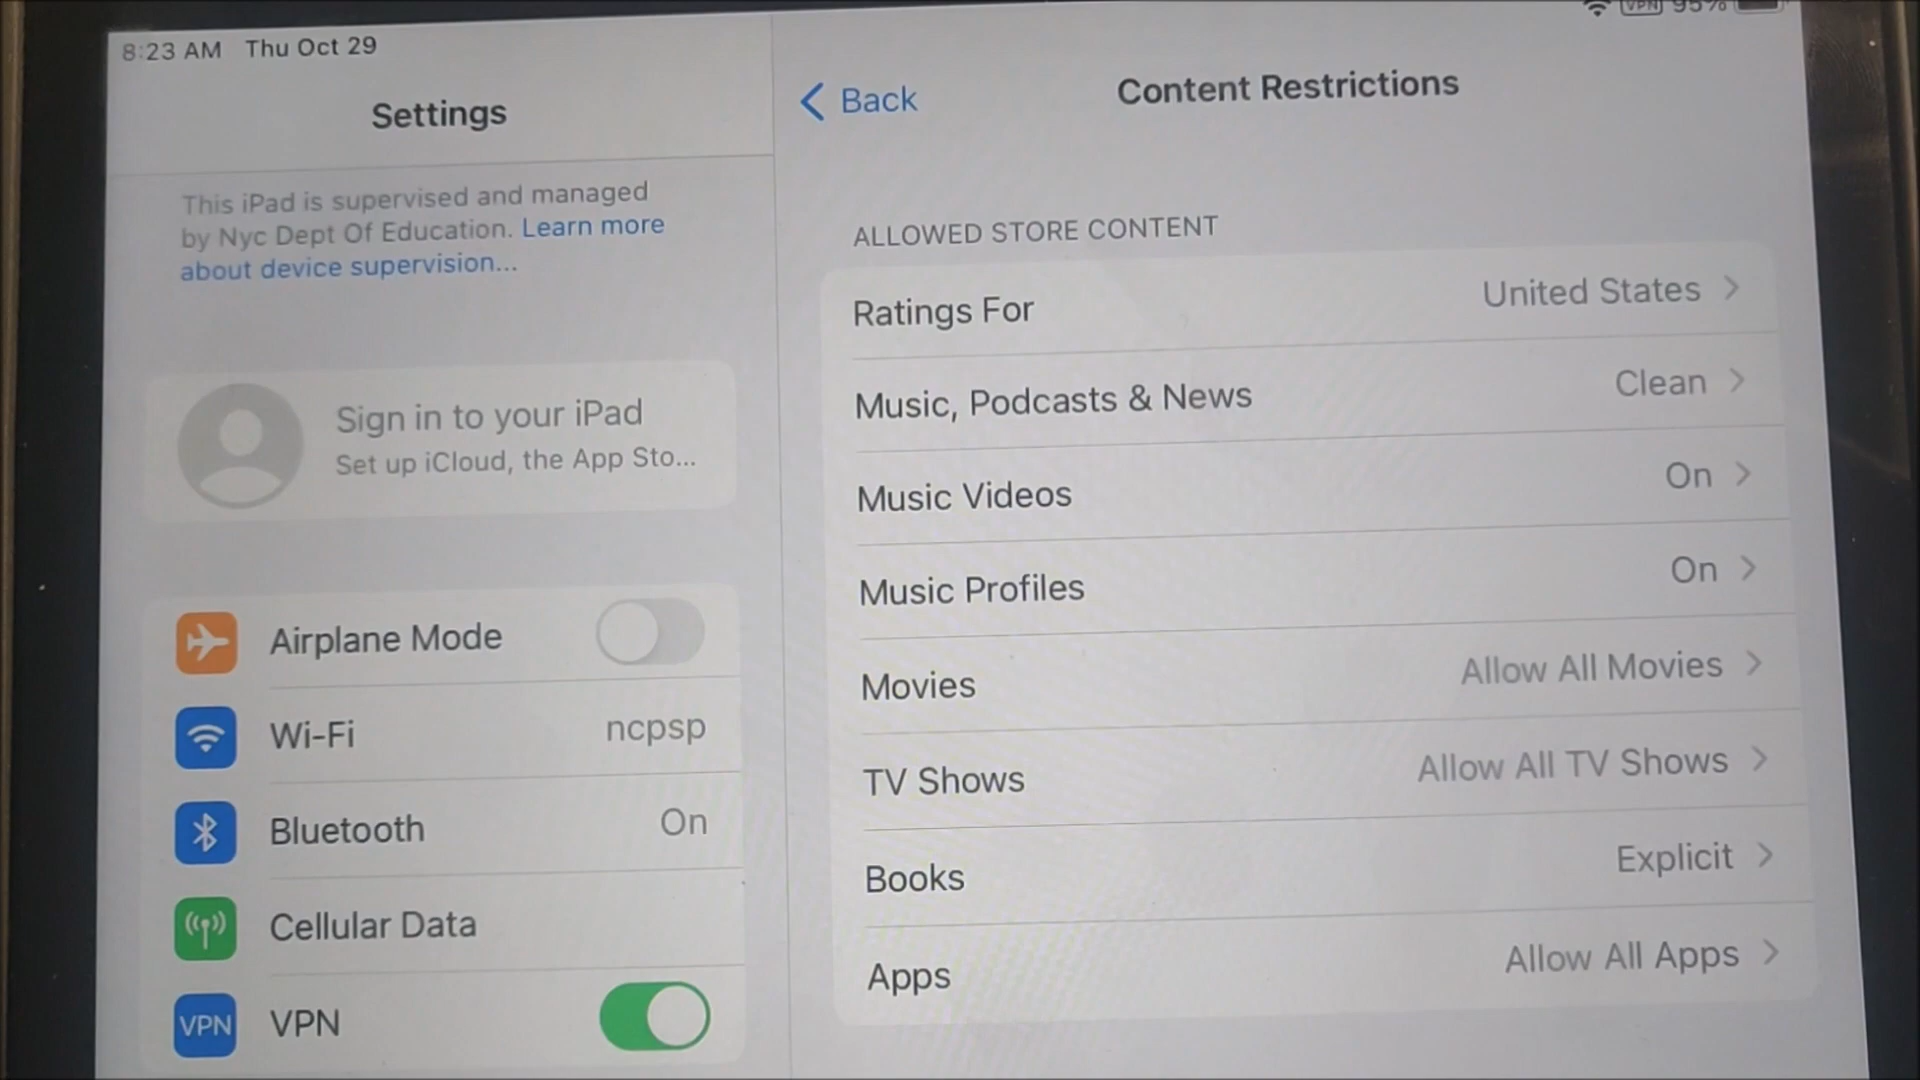 8:23 AM Thu Oct 29
VPN 95%
Settings
This iPad is supervised and managed
by Nyc Dept Of Education. Learn more
about device supervision...
Sign in to your iPad
Set up iCloud, the App Sto...
Airplane Mode
Wi-Fi ncpsp
Bluetooth On
Cellular Data
VPN VPN
Back
Content Restrictions
ALLOWED STORE CONTENT
Ratings For United States
Music, Podcasts & News Clean
Music Videos On
Music Profiles On
Movies Allow All Movies
TV Shows Allow All TV Shows
Books Explicit
Apps Allow All Apps